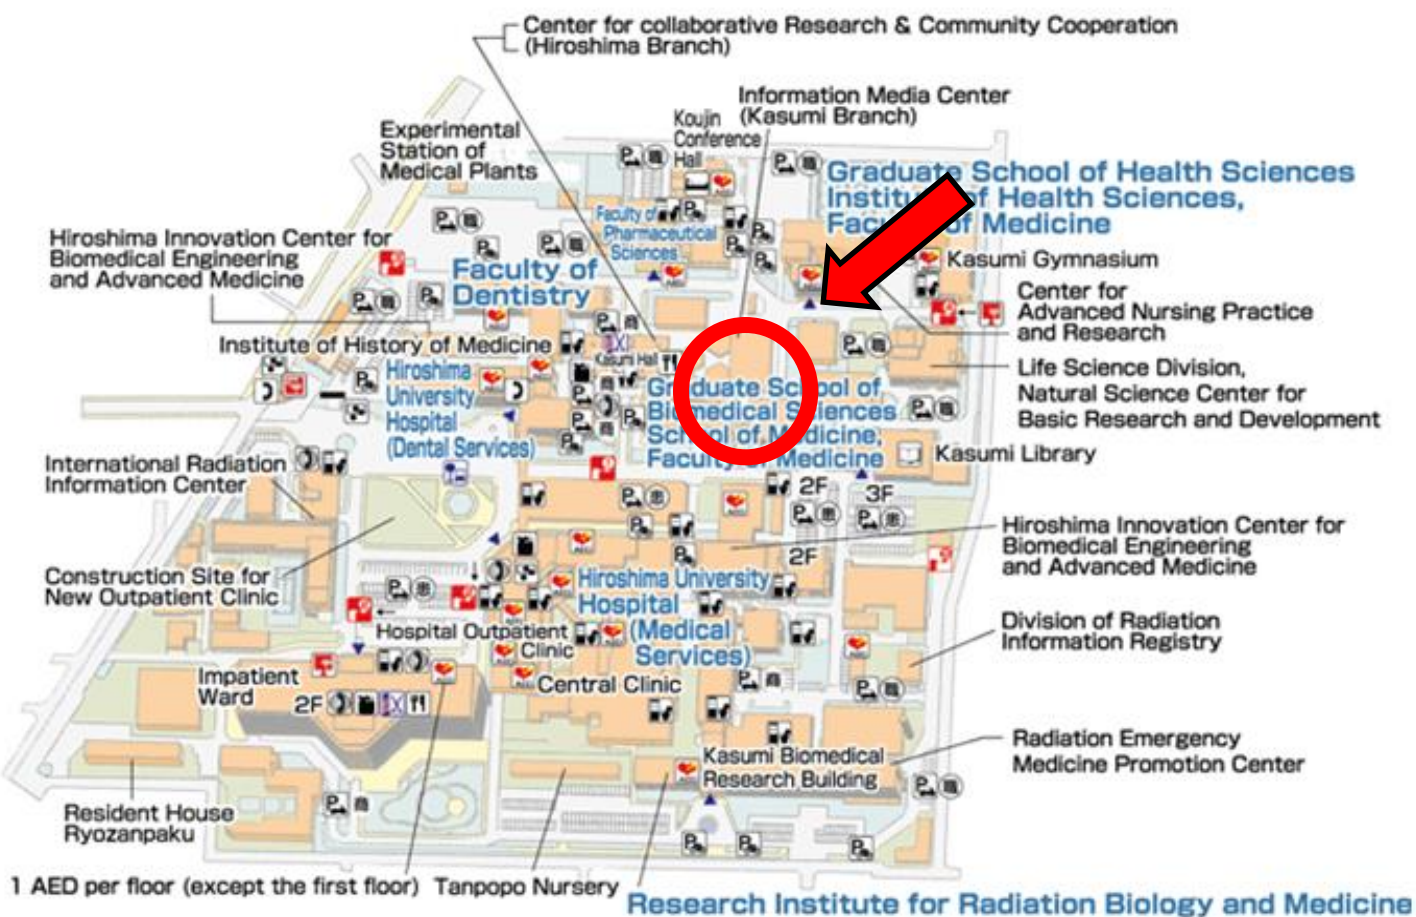 Center for collaborative Research & Community Cooperation
(Hiroshima Branch)
Information Media Center
(Kasumi Branch)
Koujin
Conference
Hall
Experimental
Station of
Medical Plants
Graduate School of Health Sciences
Institute of Health Sciences,
Faculty of Medicine
Faculty of
Pharmaceutical
Sciences
Hiroshima Innovation Center for
Biomedical Engineering
and Advanced Medicine
Faculty of
Dentistry
Kasumi Gymnasium
Center for
Advanced Nursing Practice
and Research
Institute of History of Medicine
Kasumi Hall
Hiroshima
University
Hospital
(Dental Services)
Graduate School of
Biomedical Sciences
School of Medicine,
Faculty of Medicine
Life Science Division,
Natural Science Center for
Basic Research and Development
Kasumi Library
International Radiation
Information Center
2F
3F
Hiroshima Innovation Center for
Biomedical Engineering
and Advanced Medicine
2F
Construction Site for
New Outpatient Clinic
Hiroshima University
Hospital
(Medical
Services)
Hospital Outpatient
Clinic
Division of Radiation
Information Registry
Impatient
Ward
2F
Central Clinic
Kasumi Biomedical
Research Building
Radiation Emergency
Medicine Promotion Center
Resident House
Ryozanpaku
1 AED per floor (except the first floor)
Tanpopo Nursery
Research Institute for Radiation Biology and Medicine